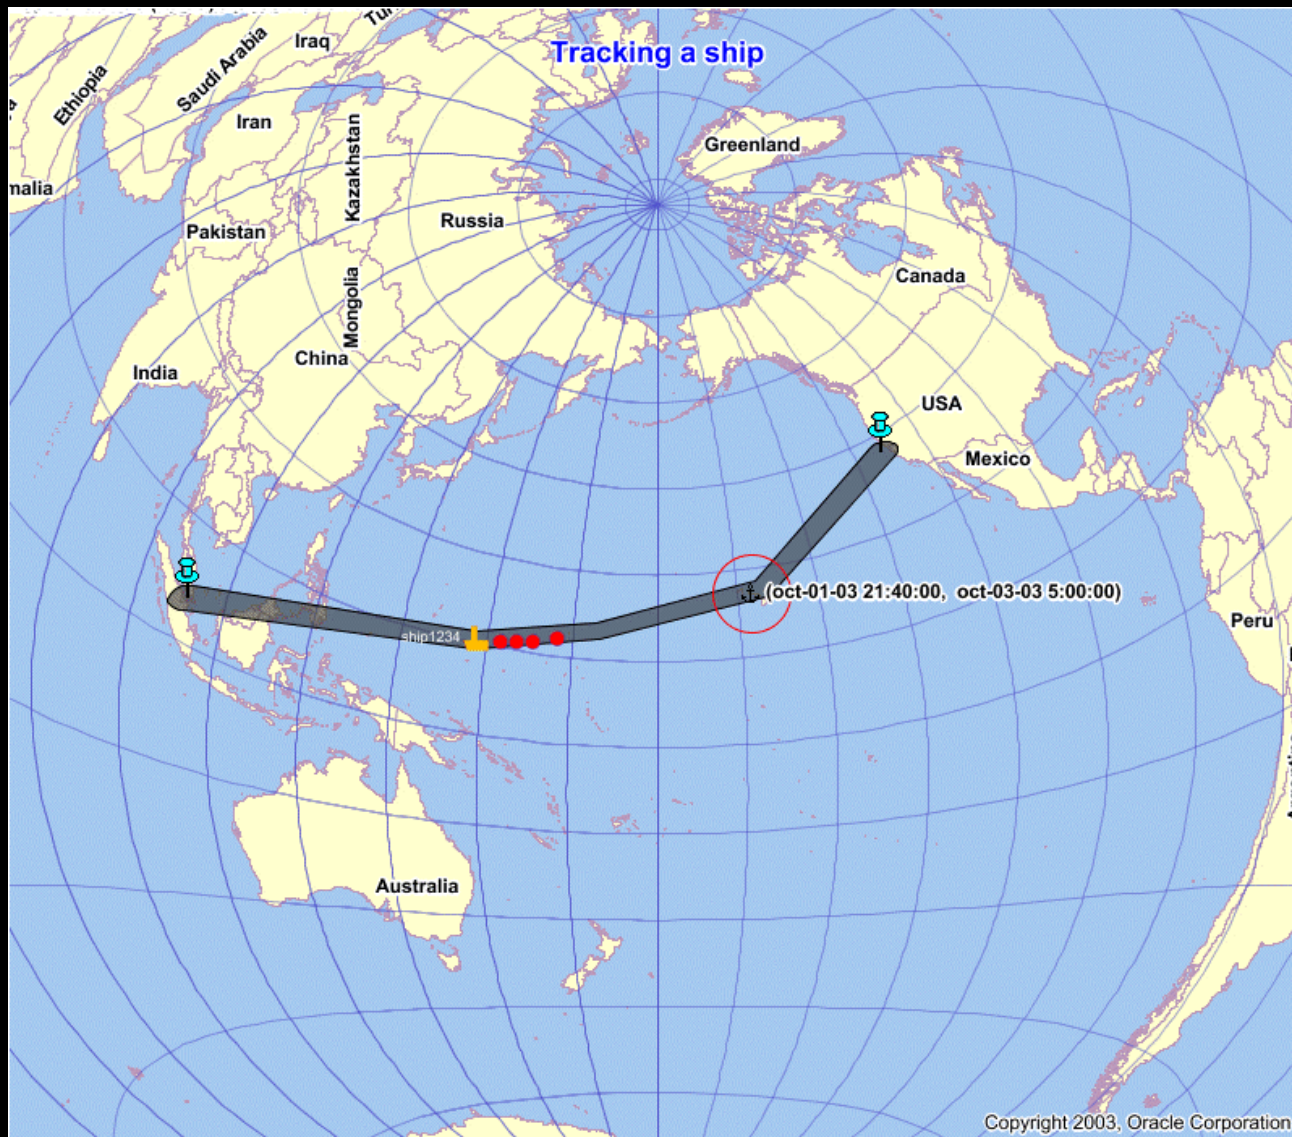 Tracking a ship
Iraq
Saudi Arabia
Ethiopia
Iran
Kazakhstan
Greenland
malia
Pakistan
Russia
Canada
Mongolia
China
India
USA
Mexico
(oct-01-03 21:40:00, oct-03-03 5:00:00)
ship1234
Peru
Australia
Copyright 2003, Oracle Corporation